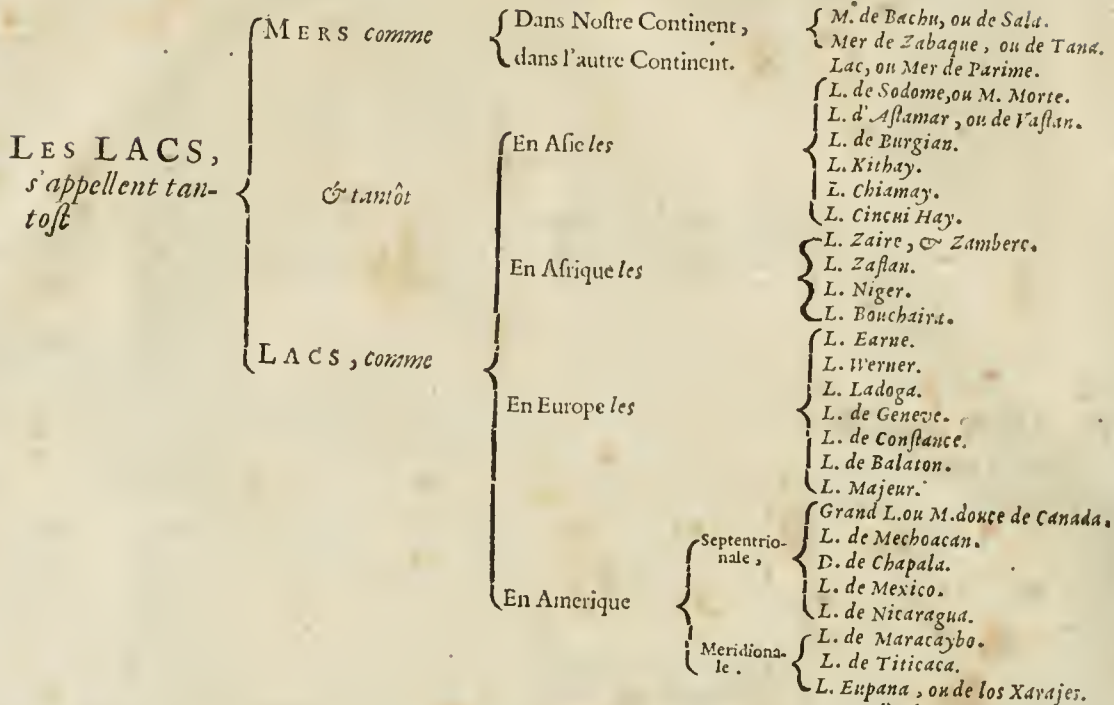 LES LACS,
s'appellent tan-
toſt
MERS comme
Dans Noſtre Continent,
M. de Bachu, ou de Sala.
Mer de Zabaque, ou de Tana.
dans l'autre Continent.
Lac, ou Mer de Parime.
& tantôt
LACS, comme
En Aſie les
L. de Sodome, ou M. Morte.
L. d'Aſtamar, ou de Vaſtan.
L. de Burgian.
L. Kithay.
L. Chiamay.
L. Cincui Hay.
En Afrique les
L. Zaire, & Zambere.
L. Zaflan.
L. Niger.
L. Bouchaira.
En Europe les
L. Earne.
L. Werner.
L. Ladoga.
L. de Geneve.
L. de Conſtance.
L. de Balaton.
L. Majeur.
En Amerique
Septentrio-
nale,
Grand L. ou M. douce de Canada.
L. de Mechoacan.
D. de Chapala.
L. de Mexico.
L. de Nicaragua.
Meridiona-
le.
L. de Maracaybo.
L. de Titicaca.
L. Eupana, ou de los Xarajes.